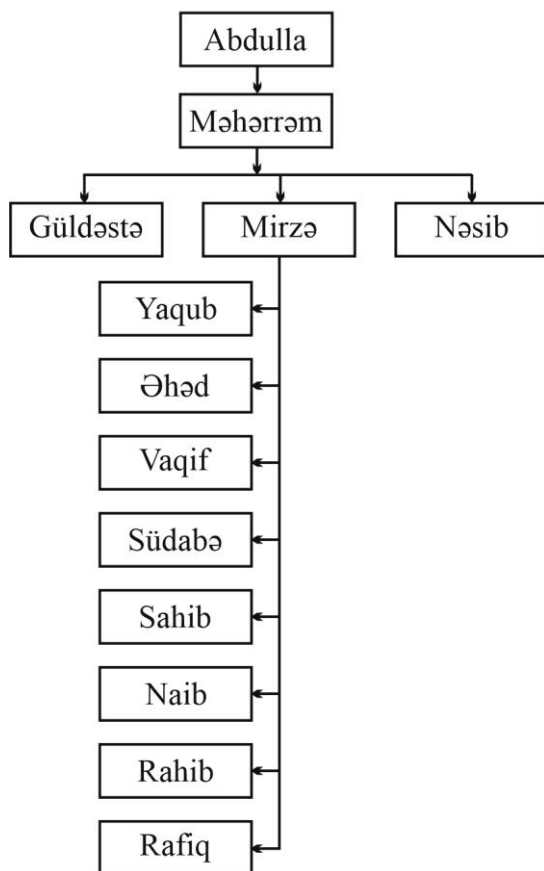 Abdulla
Məhərrəm
Güldəstə
Mirzə
Nəsib
Yaqub
Əhəd
Vaqif
Südabə
Sahib
Naib
Rahib
Rafiq